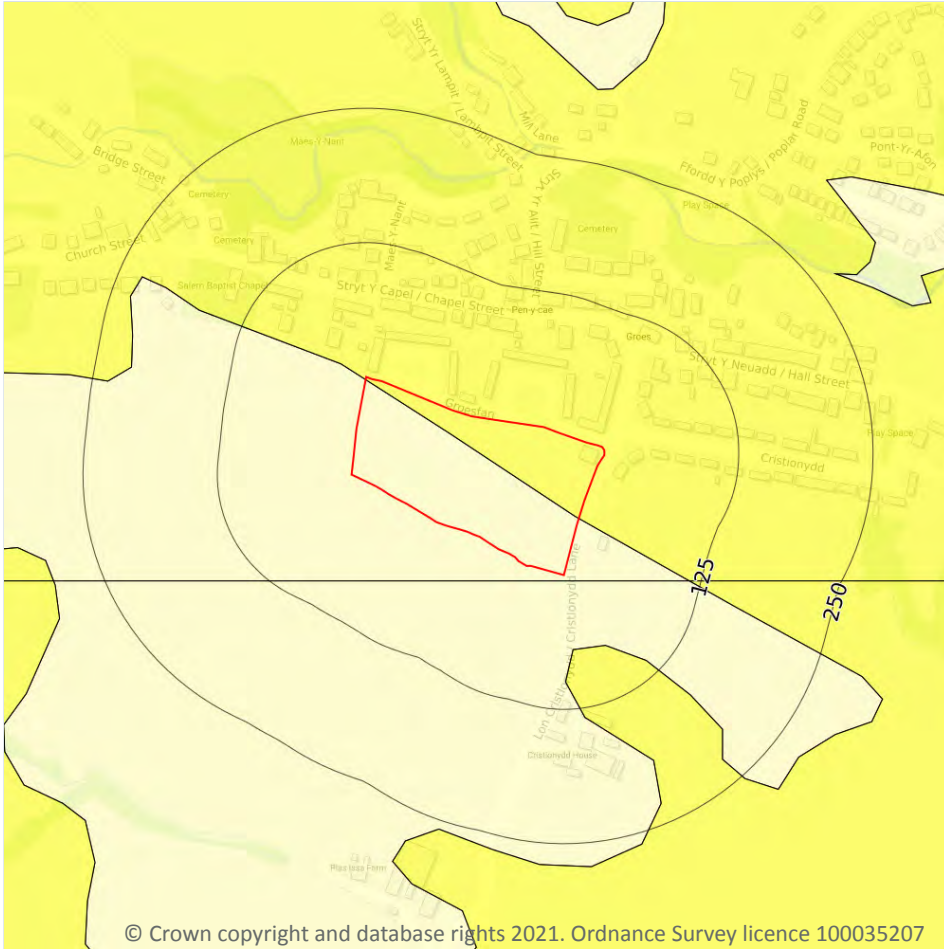 Stryt Yr Lampit / Lamhpit Street
Mill Lane
Maes-Y-Nant
Bridge Street
Ffordd Y Poplys / Poplar Road
Pont-Yr-Afon
Cemetery
Play Space
Stryt Yr Allt / Hill Street
Church Street
Cemetery
Maes-Y-Nant
Cemetery
Salem Baptist Chapel
Stryt Y Capel / Chapel Street
Pen-y-cae
Groes
Stryt Y Neuadd / Hall Street
Groesfan
Play Space
Cristionydd
125
250
Lon Cristionydd / Cristionydd Lane
Cristionydd House
Plas Issa Farm
© Crown copyright and database rights 2021. Ordnance Survey licence 100035207